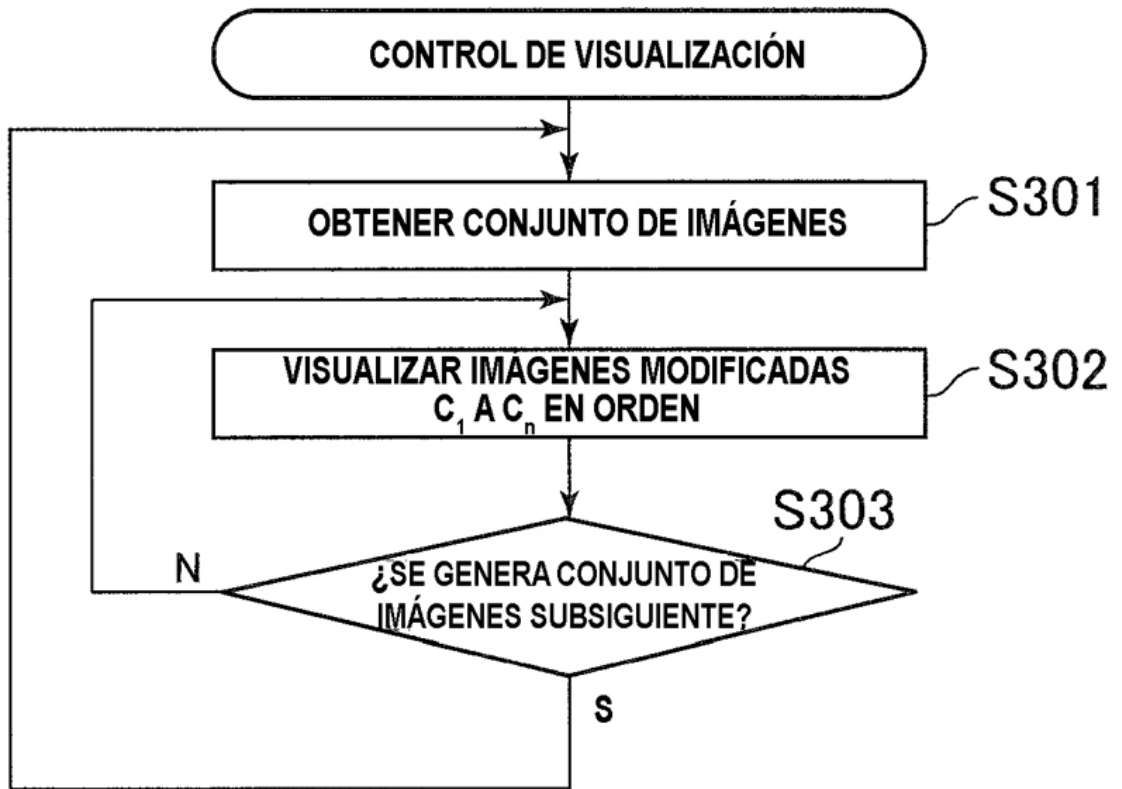 CONTROL DE VISUALIZACIÓN
OBTENER CONJUNTO DE IMÁGENES
S301
VISUALIZAR IMÁGENES MODIFICADAS
C₁ A Cₙ EN ORDEN
S302
S303
¿SE GENERA CONJUNTO DE
IMÁGENES SUBSIGUIENTE?
N
S